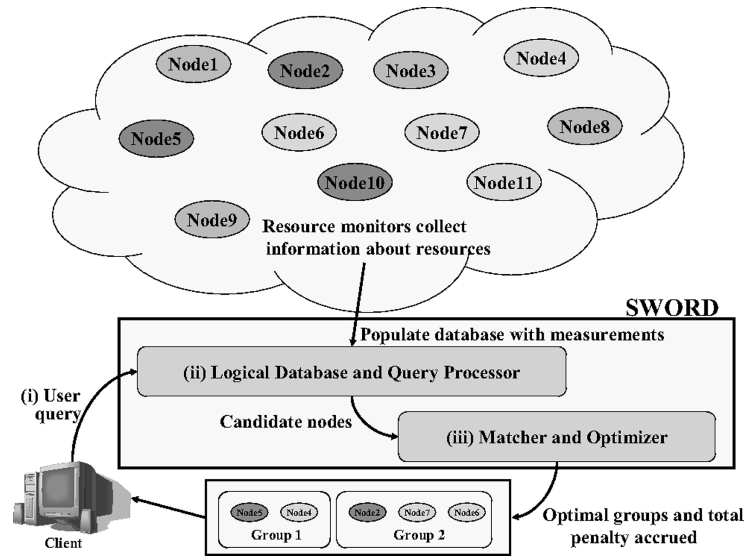 Node1
Node2
Node3
Node4
Node5
Node6
Node7
Node8
Node9
Node10
Node11
Resource monitors collect
information about resources
SWORD
Populate database with measurements
(ii) Logical Database and Query Processor
(i) User
query
Candidate nodes
(iii) Matcher and Optimizer
Node5
Node4
Group 1
Node2
Node7
Node6
Group 2
Optimal groups and total
penalty accrued
Client